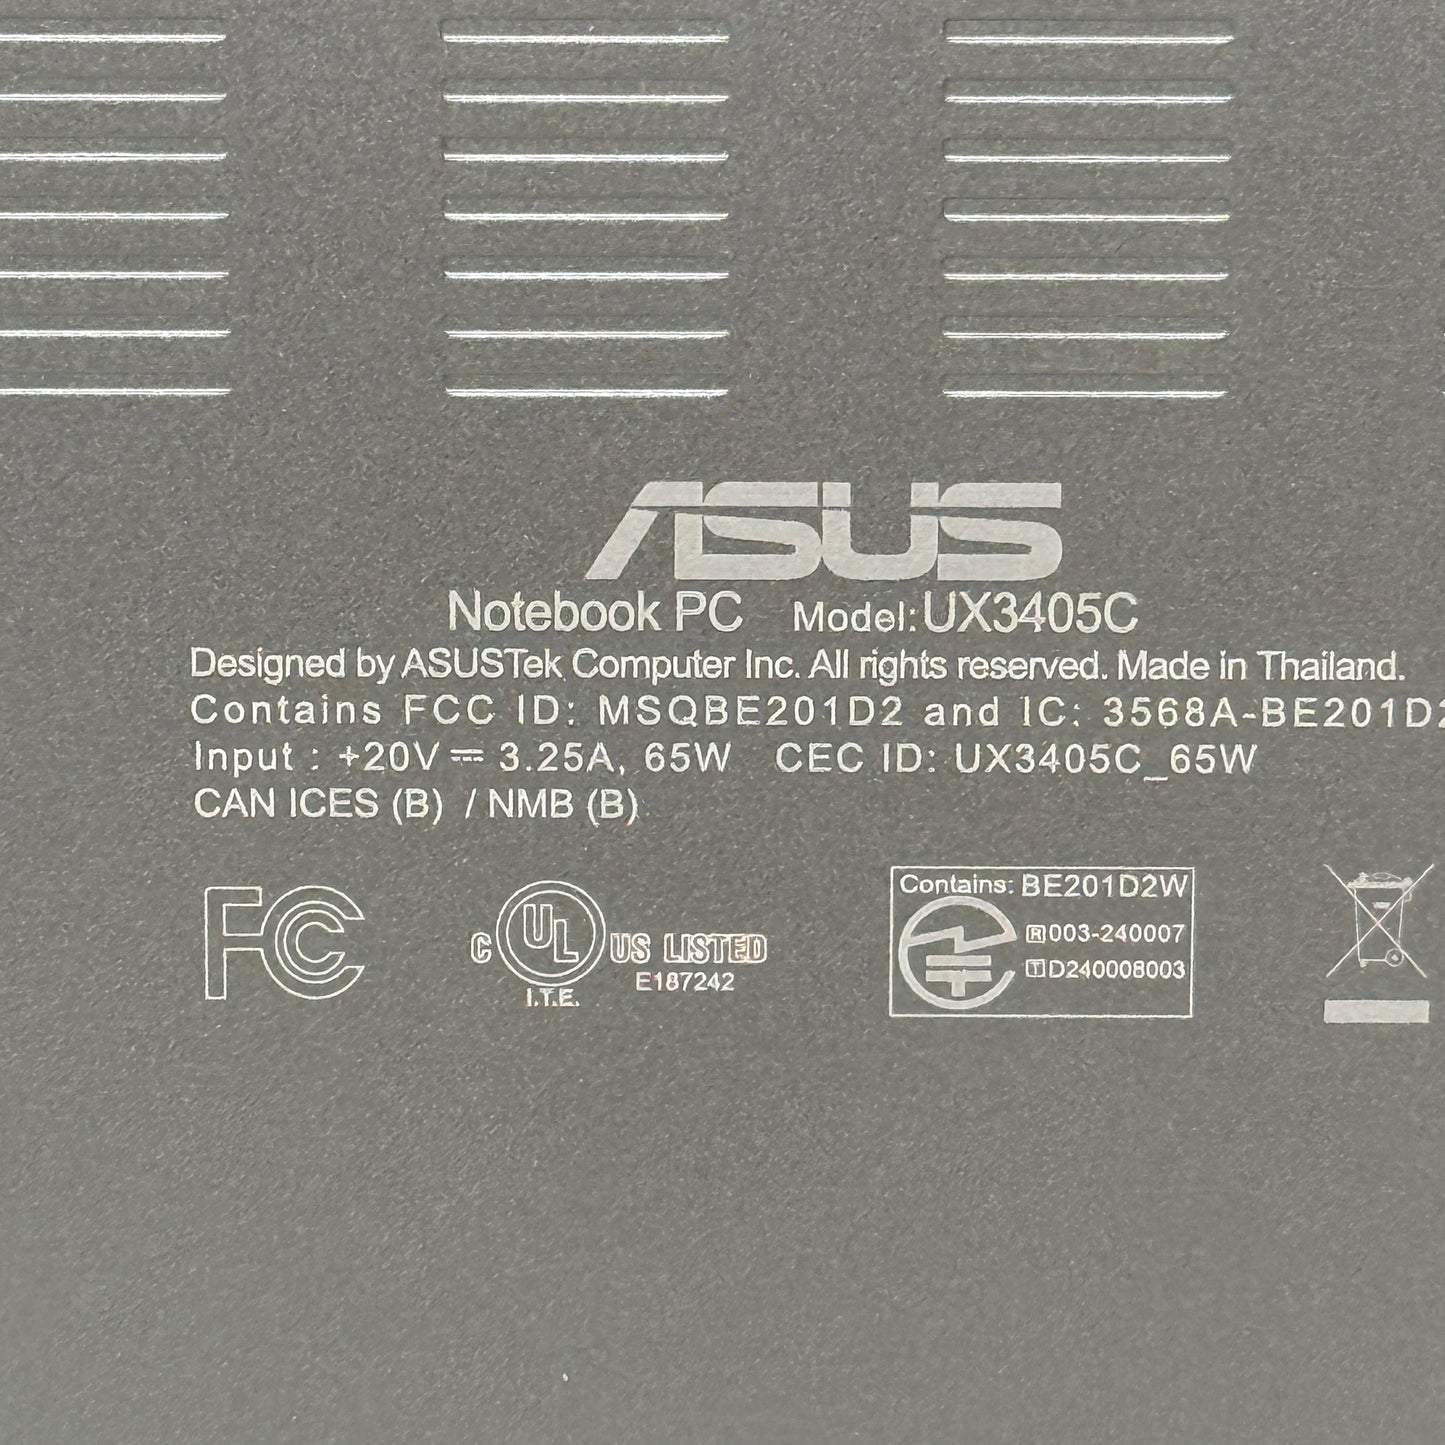 ASUS
Notebook PC Model: UX3405C
Designed by ASUSTek Computer Inc. All rights reserved. Made in Thailand.
Contains FCC ID: MSQBE201D2 and IC: 3568A-BE201D2
Input : +20V ⎓ 3.25A, 65W CEC ID: UX3405C_65W
CAN ICES (B) / NMB (B)
FC
C UL US LISTED
I.T.E. E187242
Contains: BE201D2W
R 003-240007
T D240008003